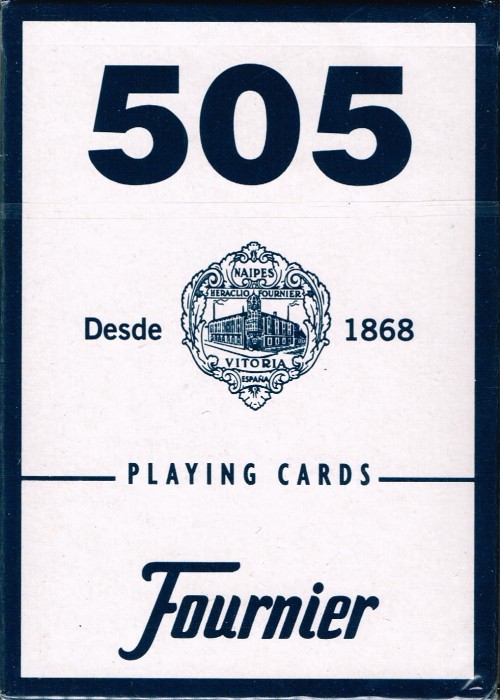 505
NAIPES
HERACLIO FOURNIER
Desde 1868
VITORIA
ESPAÑA
PLAYING CARDS
Fournier